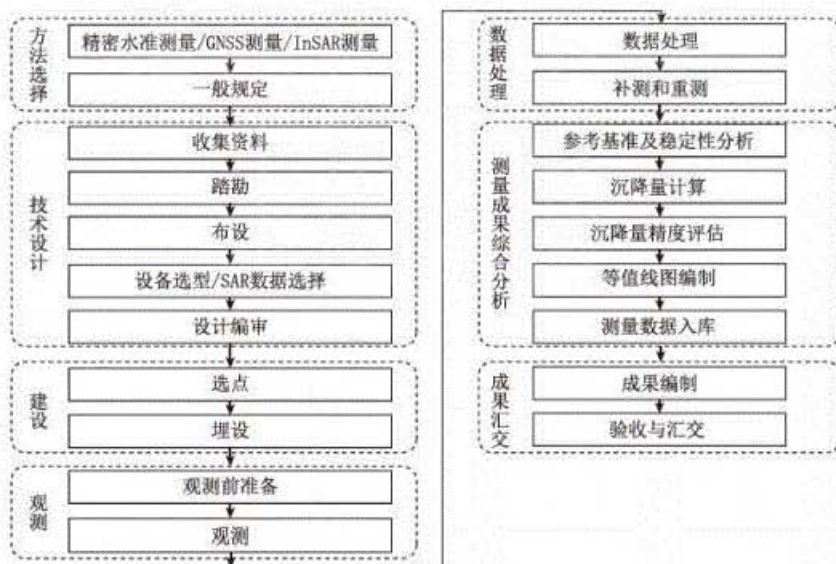 方法选择
精密水准测量/GNSS测量/InSAR测量
一般规定
技术设计
收集资料
踏勘
布设
设备选型/SAR数据选择
设计编审
建设
选点
埋设
观测
观测前准备
观测
数据处理
数据处理
补测和重测
测量成果综合分析
参考基准及稳定性分析
沉降量计算
沉降量精度评估
等值线图编制
测量数据入库
成果汇交
成果编制
验收与汇交